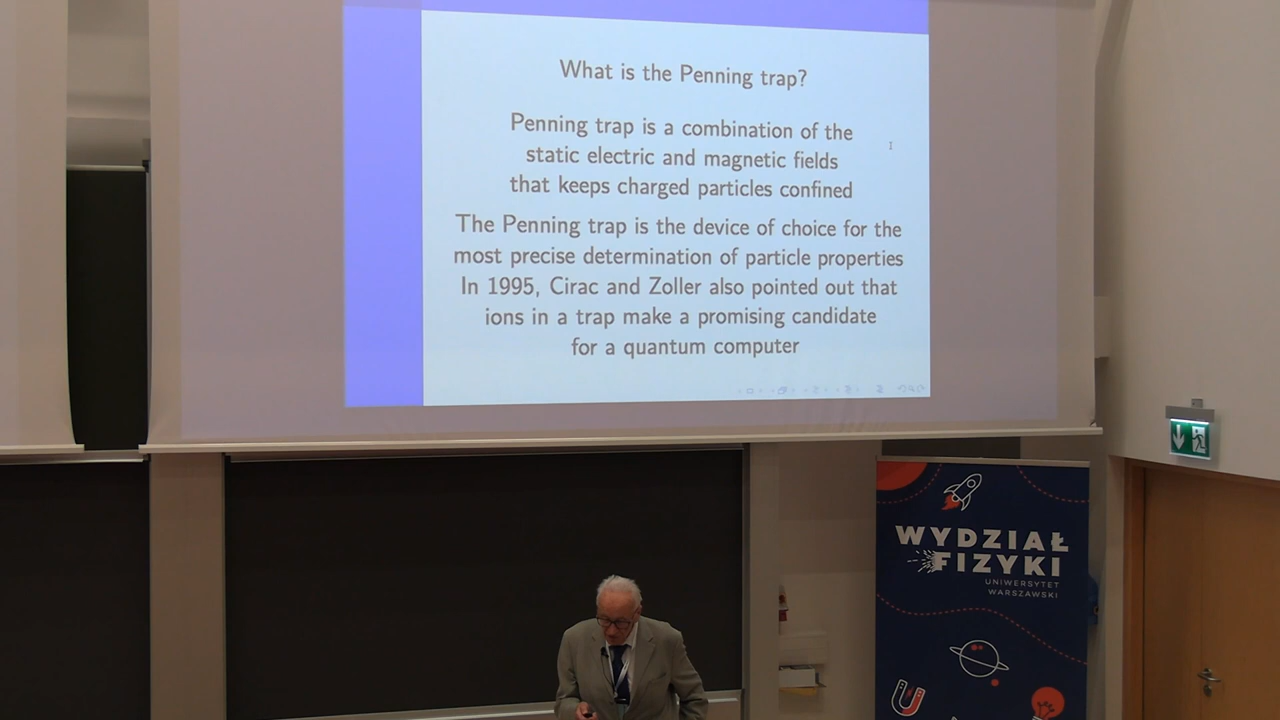 What is the Penning trap?
Penning trap is a combination of the
static electric and magnetic fields
that keeps charged particles confined
The Penning trap is the device of choice for the
most precise determination of particle properties
In 1995, Cirac and Zoller also pointed out that
ions in a trap make a promising candidate
for a quantum computer
WYDZIAŁ
FIZYKI
UNIWERSYTET
WARSZAWSKI